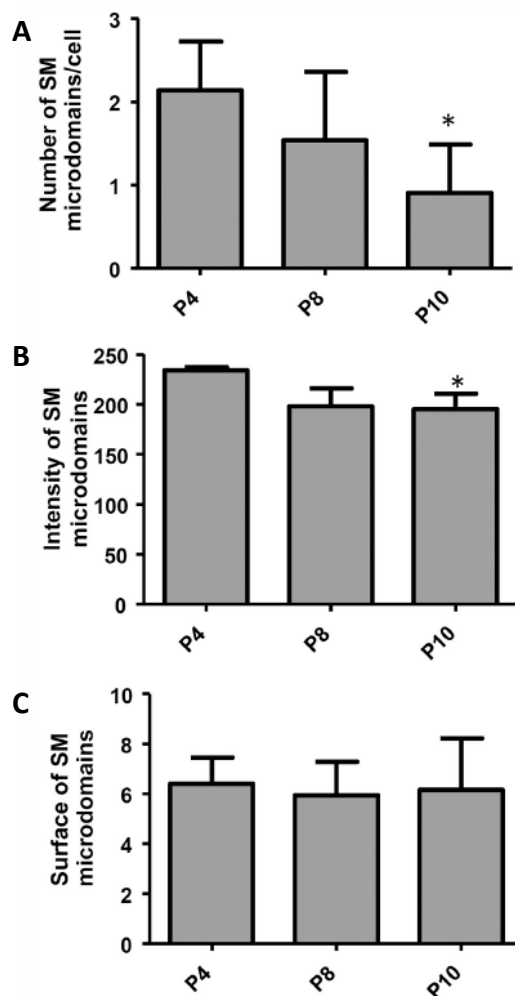 A
Number of SM
microdomains/cell
3
2
1
0
*
P4
P8
P10
B
Intensity of SM
microdomains
250
200
150
100
50
0
*
P4
P8
P10
C
Surface of SM
microdomains
10
8
6
4
2
0
P4
P8
P10